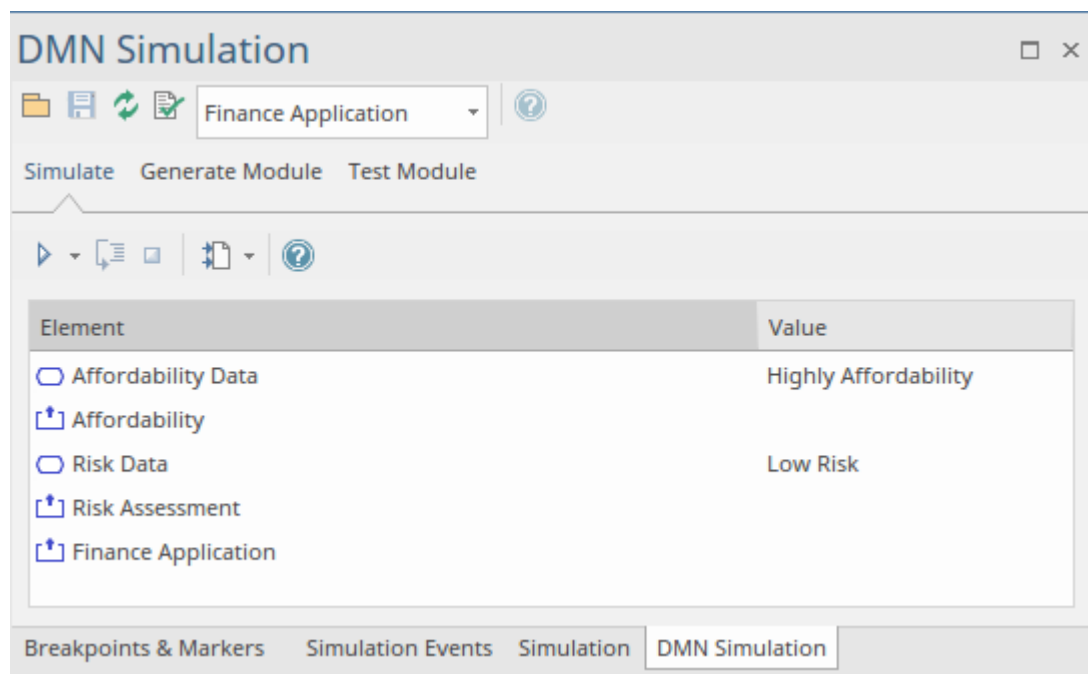 DMN Simulation
Finance Application
Simulate Generate Module Test Module
Element Value
Affordability Data Highly Affordability
Affordability
Risk Data Low Risk
Risk Assessment
Finance Application
Breakpoints & Markers Simulation Events Simulation DMN Simulation